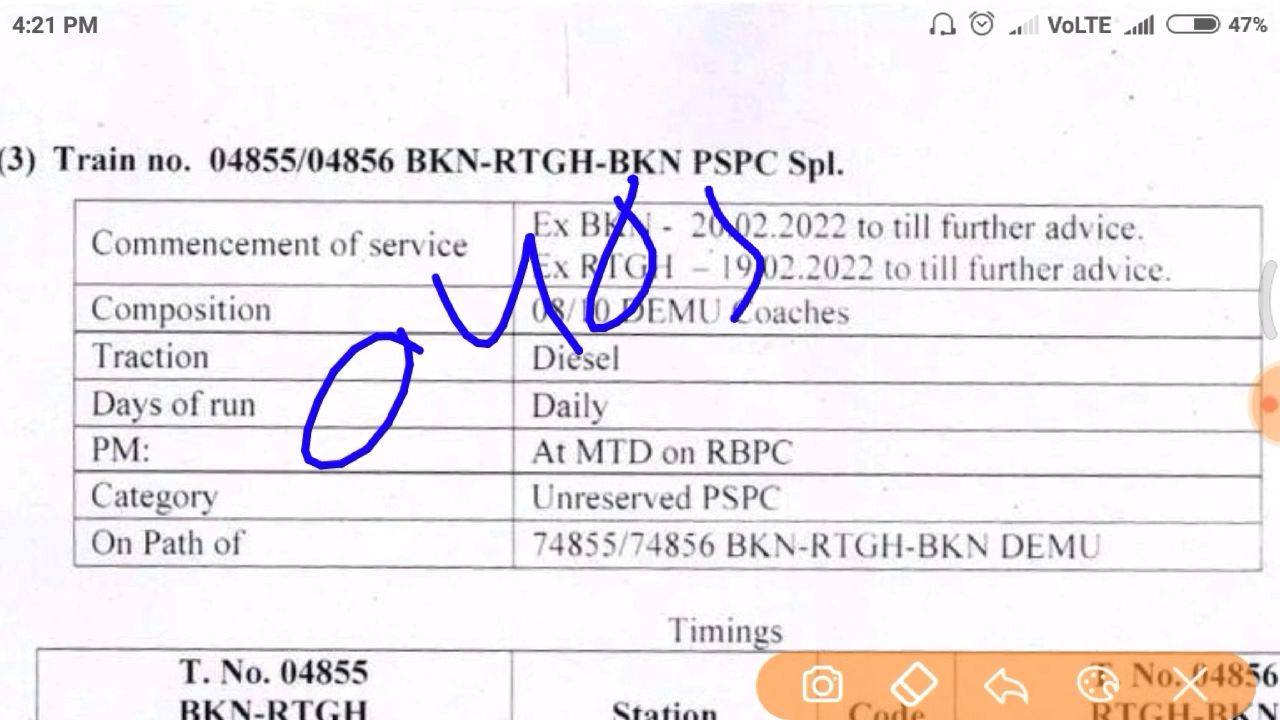 4:21 PM VoLTE 47%
(3) Train no. 04855/04856 BKN-RTGH-BKN PSPC Spl.
Commencement of service Ex BKN - 20.02.2022 to till further advice.
Ex RTGH – 19.02.2022 to till further advice.
Composition 08/10 DEMU Coaches
Traction Diesel
Days of run Daily
PM: At MTD on RBPC
Category Unreserved PSPC
On Path of 74855/74856 BKN-RTGH-BKN DEMU
Timings
T. No. 04855 T. No. 04856
BKN-RTGH Station Code RTGH-BKN